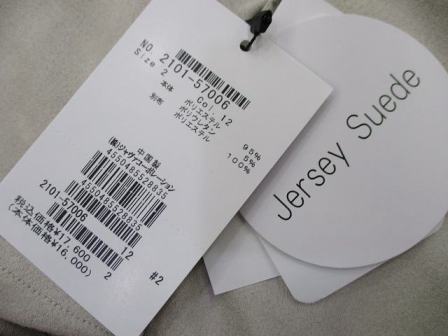 NO. 2101-57006
Size 2 Col. 12
本体 ポリエステル 95%
ポリウレタン 5%
別布 ポリエステル 100%
中国製
(株)ジャヴァコーポレーション
4550485528835
4550485528835
2101-57006
12
税込価格¥17,600
(本体価格¥16,000) 2 #2
Jersey Suede